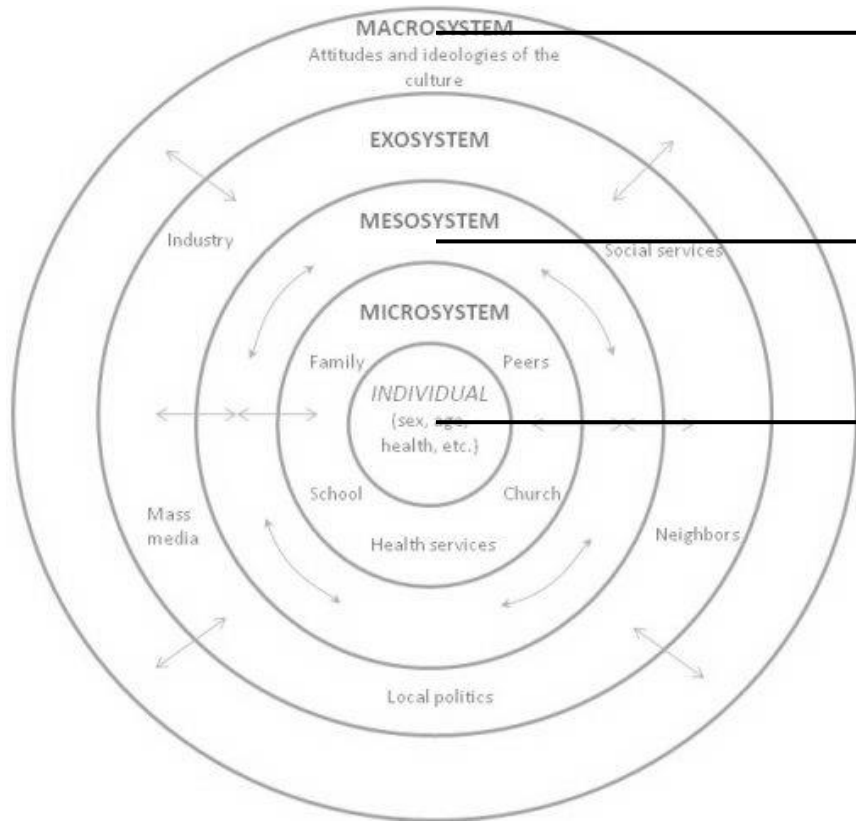 MACROSYSTEM
Attitudes and ideologies of the
culture
EXOSYSTEM
MESOSYSTEM
Industry
Social services
MICROSYSTEM
Family
Peers
INDIVIDUAL
(sex, age,
health, etc.)
School
Church
Mass
media
Health services
Neighbors
Local politics